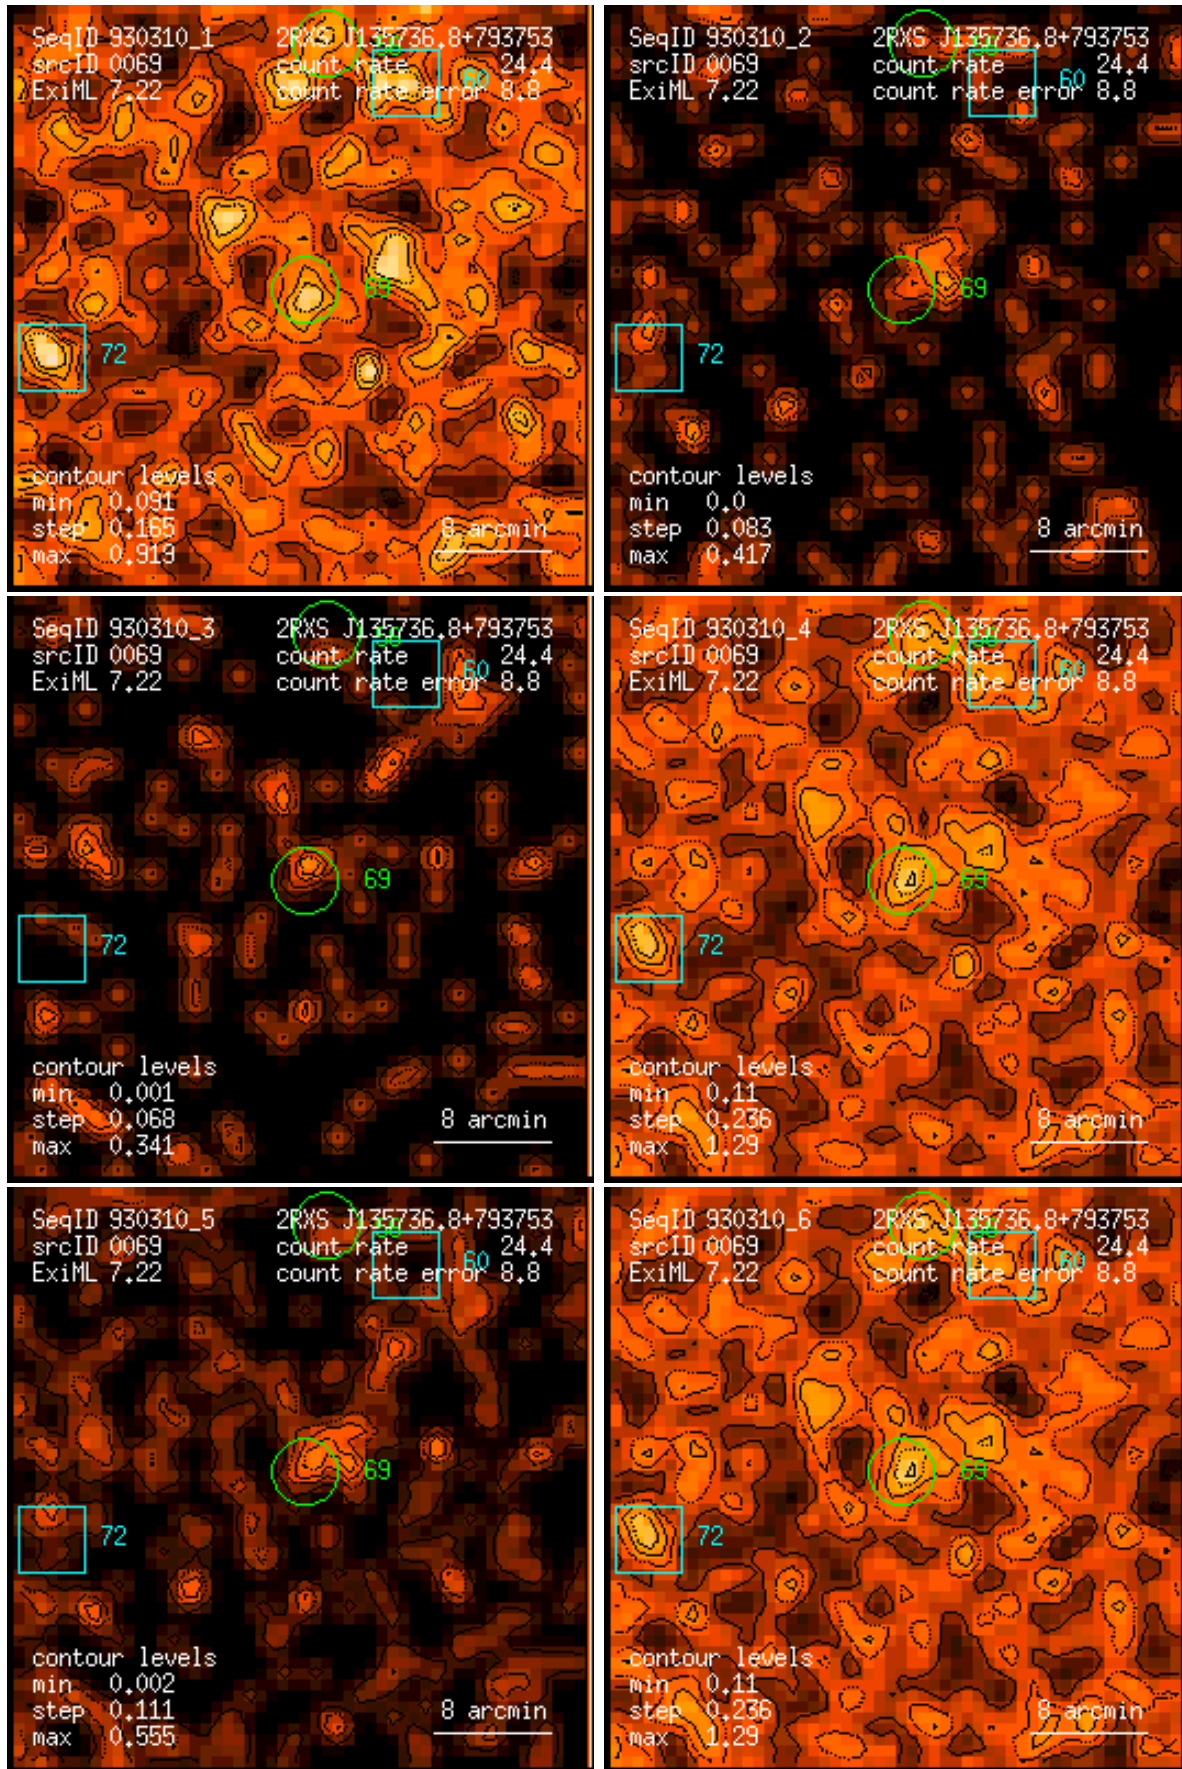 SeqID 930310_1 2RXS J135736.8+793753
srcID 0069 count rate 24.4
ExiML 7.22 count rate error 8.8
60
69
72
contour levels
min 0.091
step 0.165
max 0.919
8 arcmin
SeqID 930310_2 2RXS J135736.8+793753
srcID 0069 count rate 24.4
ExiML 7.22 count rate error 8.8
60
69
72
contour levels
min 0.0
step 0.083
max 0.417
8 arcmin
SeqID 930310_3 2RXS J135736.8+793753
srcID 0069 count rate 24.4
ExiML 7.22 count rate error 8.8
60
69
72
contour levels
min 0.001
step 0.068
max 0.341
8 arcmin
SeqID 930310_4 2RXS J135736.8+793753
srcID 0069 count rate 24.4
ExiML 7.22 count rate error 8.8
60
69
72
contour levels
min 0.11
step 0.236
max 1.29
8 arcmin
SeqID 930310_5 2RXS J135736.8+793753
srcID 0069 count rate 24.4
ExiML 7.22 count rate error 8.8
60
69
72
contour levels
min 0.002
step 0.111
max 0.555
8 arcmin
SeqID 930310_6 2RXS J135736.8+793753
srcID 0069 count rate 24.4
ExiML 7.22 count rate error 8.8
60
69
72
contour levels
min 0.11
step 0.236
max 1.29
8 arcmin